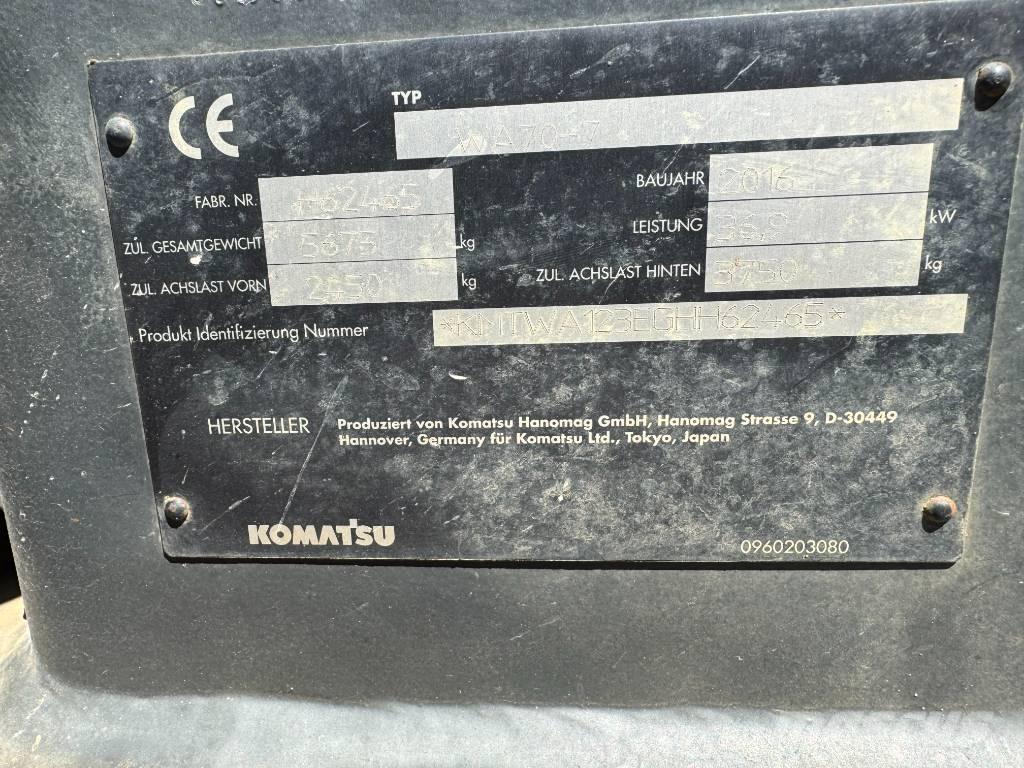 CE
TYP WA70-7
FABR. NR. H62465 BAUJAHR 2016
ZUL. GESAMTGEWICHT kg LEISTUNG 36,9 kW
ZUL. ACHSLAST VORN 2450 kg ZUL. ACHSLAST HINTEN 3750 kg
Produkt Identifizierung Nummer *KMTWA123EGHH62465*
HERSTELLER Produziert von Komatsu Hanomag GmbH, Hanomag Strasse 9, D-30449
Hannover, Germany für Komatsu Ltd., Tokyo, Japan
KOMATSU
0960203080